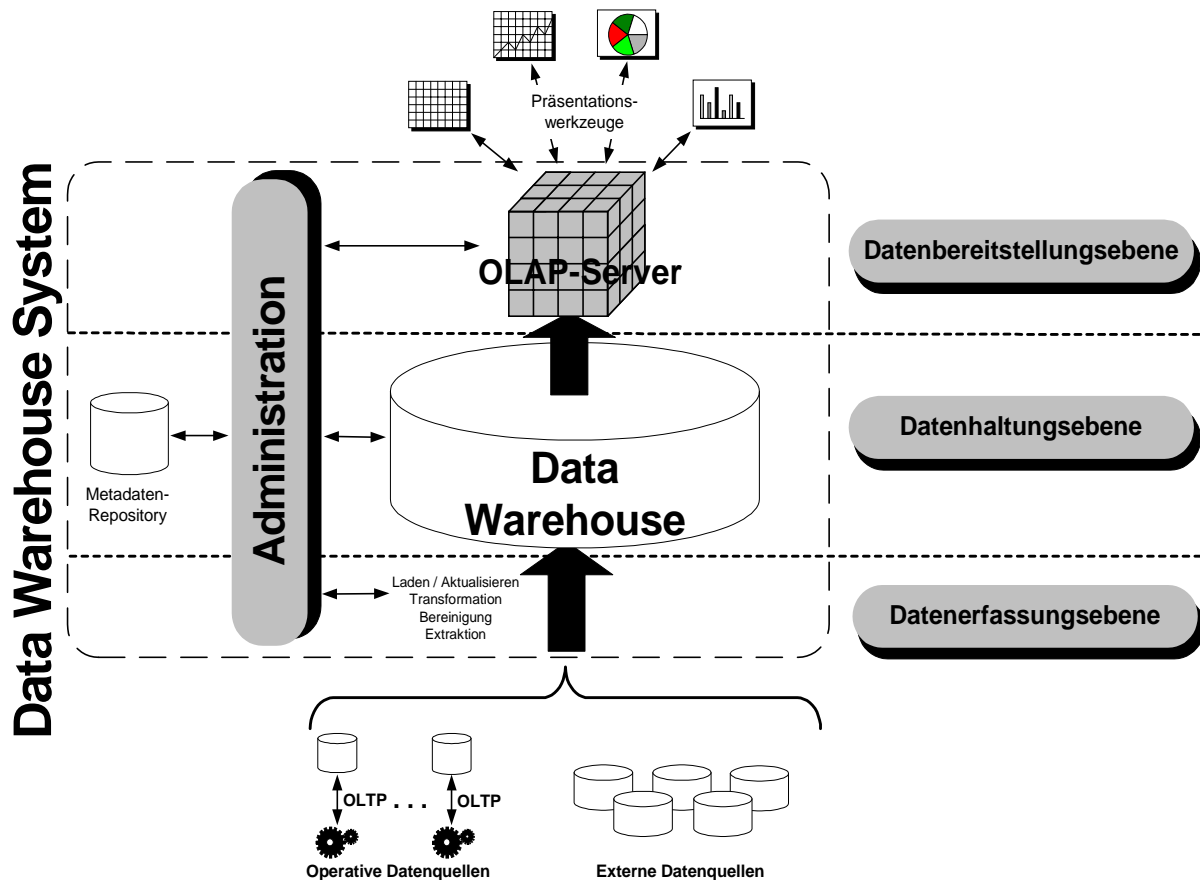 Präsentations-
werkzeuge
Data Warehouse System
Administration
OLAP-Server
Datenbereitstellungsebene
Metadaten-
Repository
Data
Warehouse
Datenhaltungsebene
Laden / Aktualisieren
Transformation
Bereinigung
Extraktion
Datenerfassungsebene
OLTP . . . OLTP
Operative Datenquellen
Externe Datenquellen